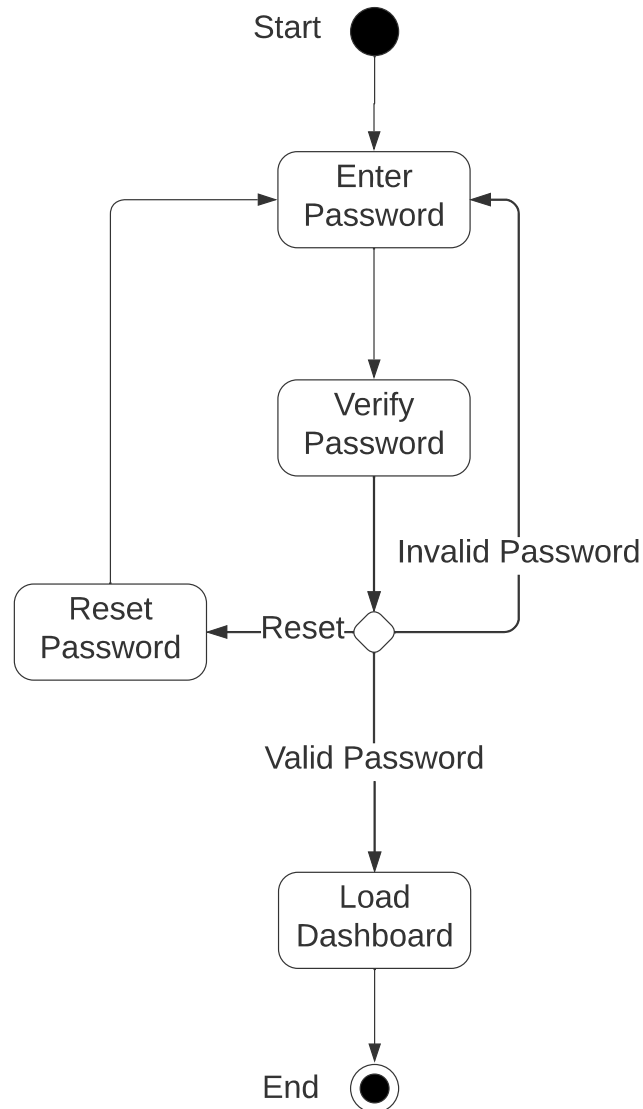 Start
Enter
Password
Verify
Password
Invalid Password
Reset
Password
Reset
Valid Password
Load
Dashboard
End